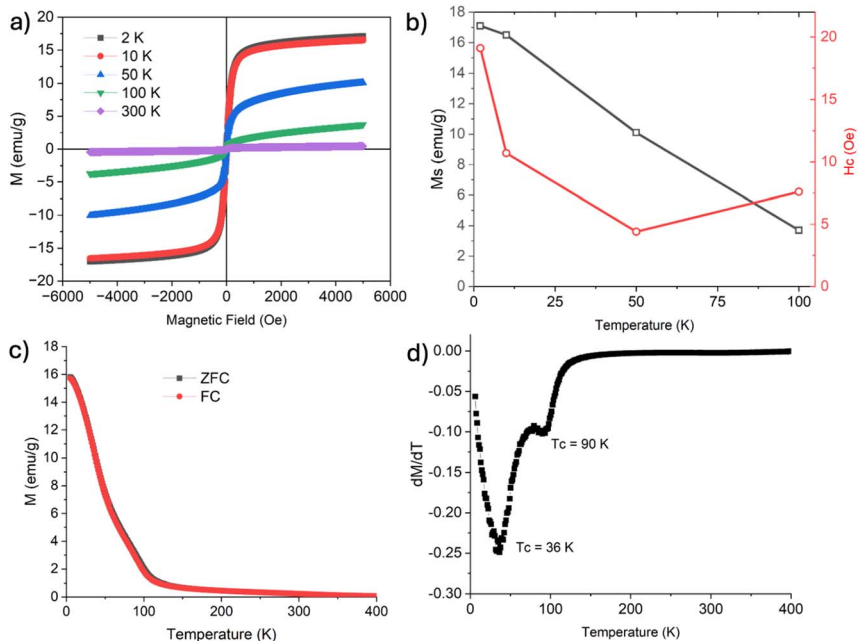 a)
20
15
10
5
0
−5
−10
−15
−20
M (emu/g)
2 K
10 K
50 K
100 K
300 K
−6000 −4000 −2000 0 2000 4000 6000
Magnetic Field (Oe)
b)
18
16
14
12
10
8
6
4
2
Ms (emu/g)
20
15
10
5
0
Hc (Oe)
0 25 50 75 100
Temperature (K)
c)
18
16
14
12
10
8
6
4
2
0
M (emu/g)
ZFC
FC
0 100 200 300 400
Temperature (K)
d)
0.00
-0.05
-0.10
-0.15
-0.20
-0.25
-0.30
dM/dT
Tc = 90 K
Tc = 36 K
0 100 200 300 400
Temperature (K)